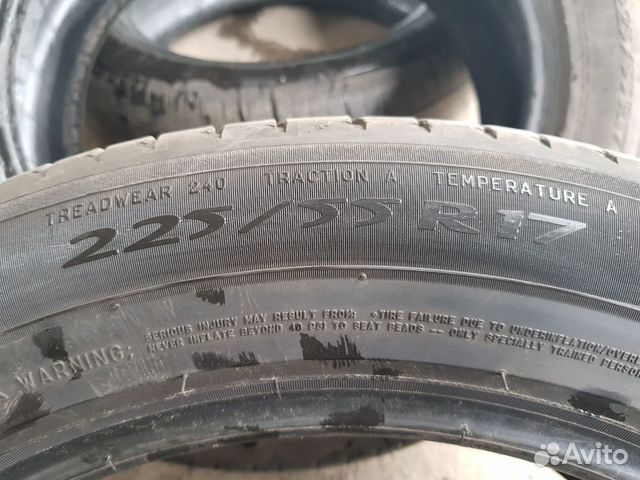 TREADWEAR 240 TRACTION A TEMPERATURE A
225/55 R17
WARNING:
SERIOUS INJURY MAY RESULT FROM: •TIRE FAILURE DUE TO UNDERINFLATION/OVER
NEVER INFLATE BEYOND 40 PSI TO SEAT BEADS -- ONLY SPECIALLY TRAINED PERSON
Avito